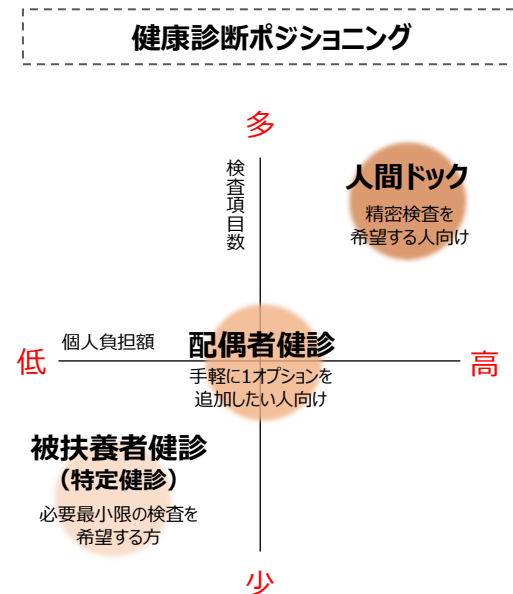 健康診断ポジショニング
多
検査項目数
人間ドック
精密検査を
希望する人向け
低
個人負担額
配偶者健診
手軽に1オプションを
追加したい人向け
高
被扶養者健診
（特定健診）
必要最小限の検査を
希望する方
少